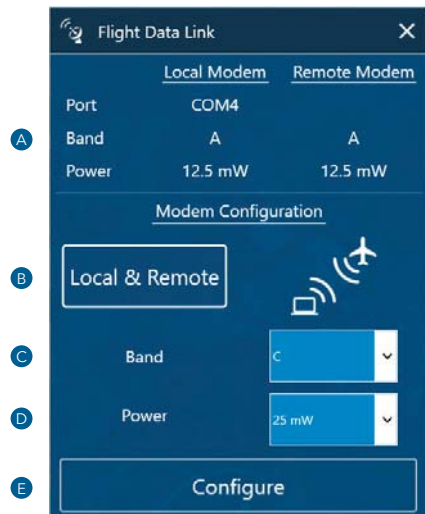 Flight Data Link
Local Modem Remote Modem
Port COM4
A Band A A
Power 12.5 mW 12.5 mW
Modem Configuration
B Local & Remote
C Band C
D Power 25 mW
E Configure